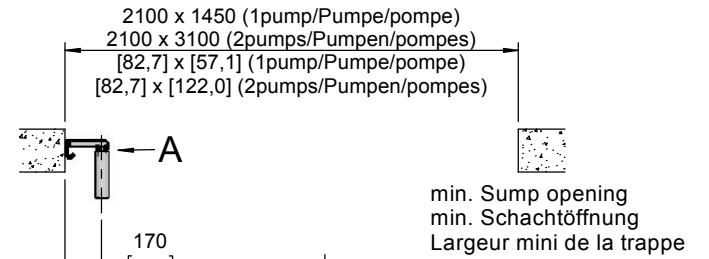 2100 x 1450 (1pump/Pumpe/pompe)
2100 x 3100 (2pumps/Pumpen/pompes)
[82,7] x [57,1] (1pump/Pumpe/pompe)
[82,7] x [122,0] (2pumps/Pumpen/pompes)
A
min. Sump opening
min. Schachtöffnung
Largeur mini de la trappe
170